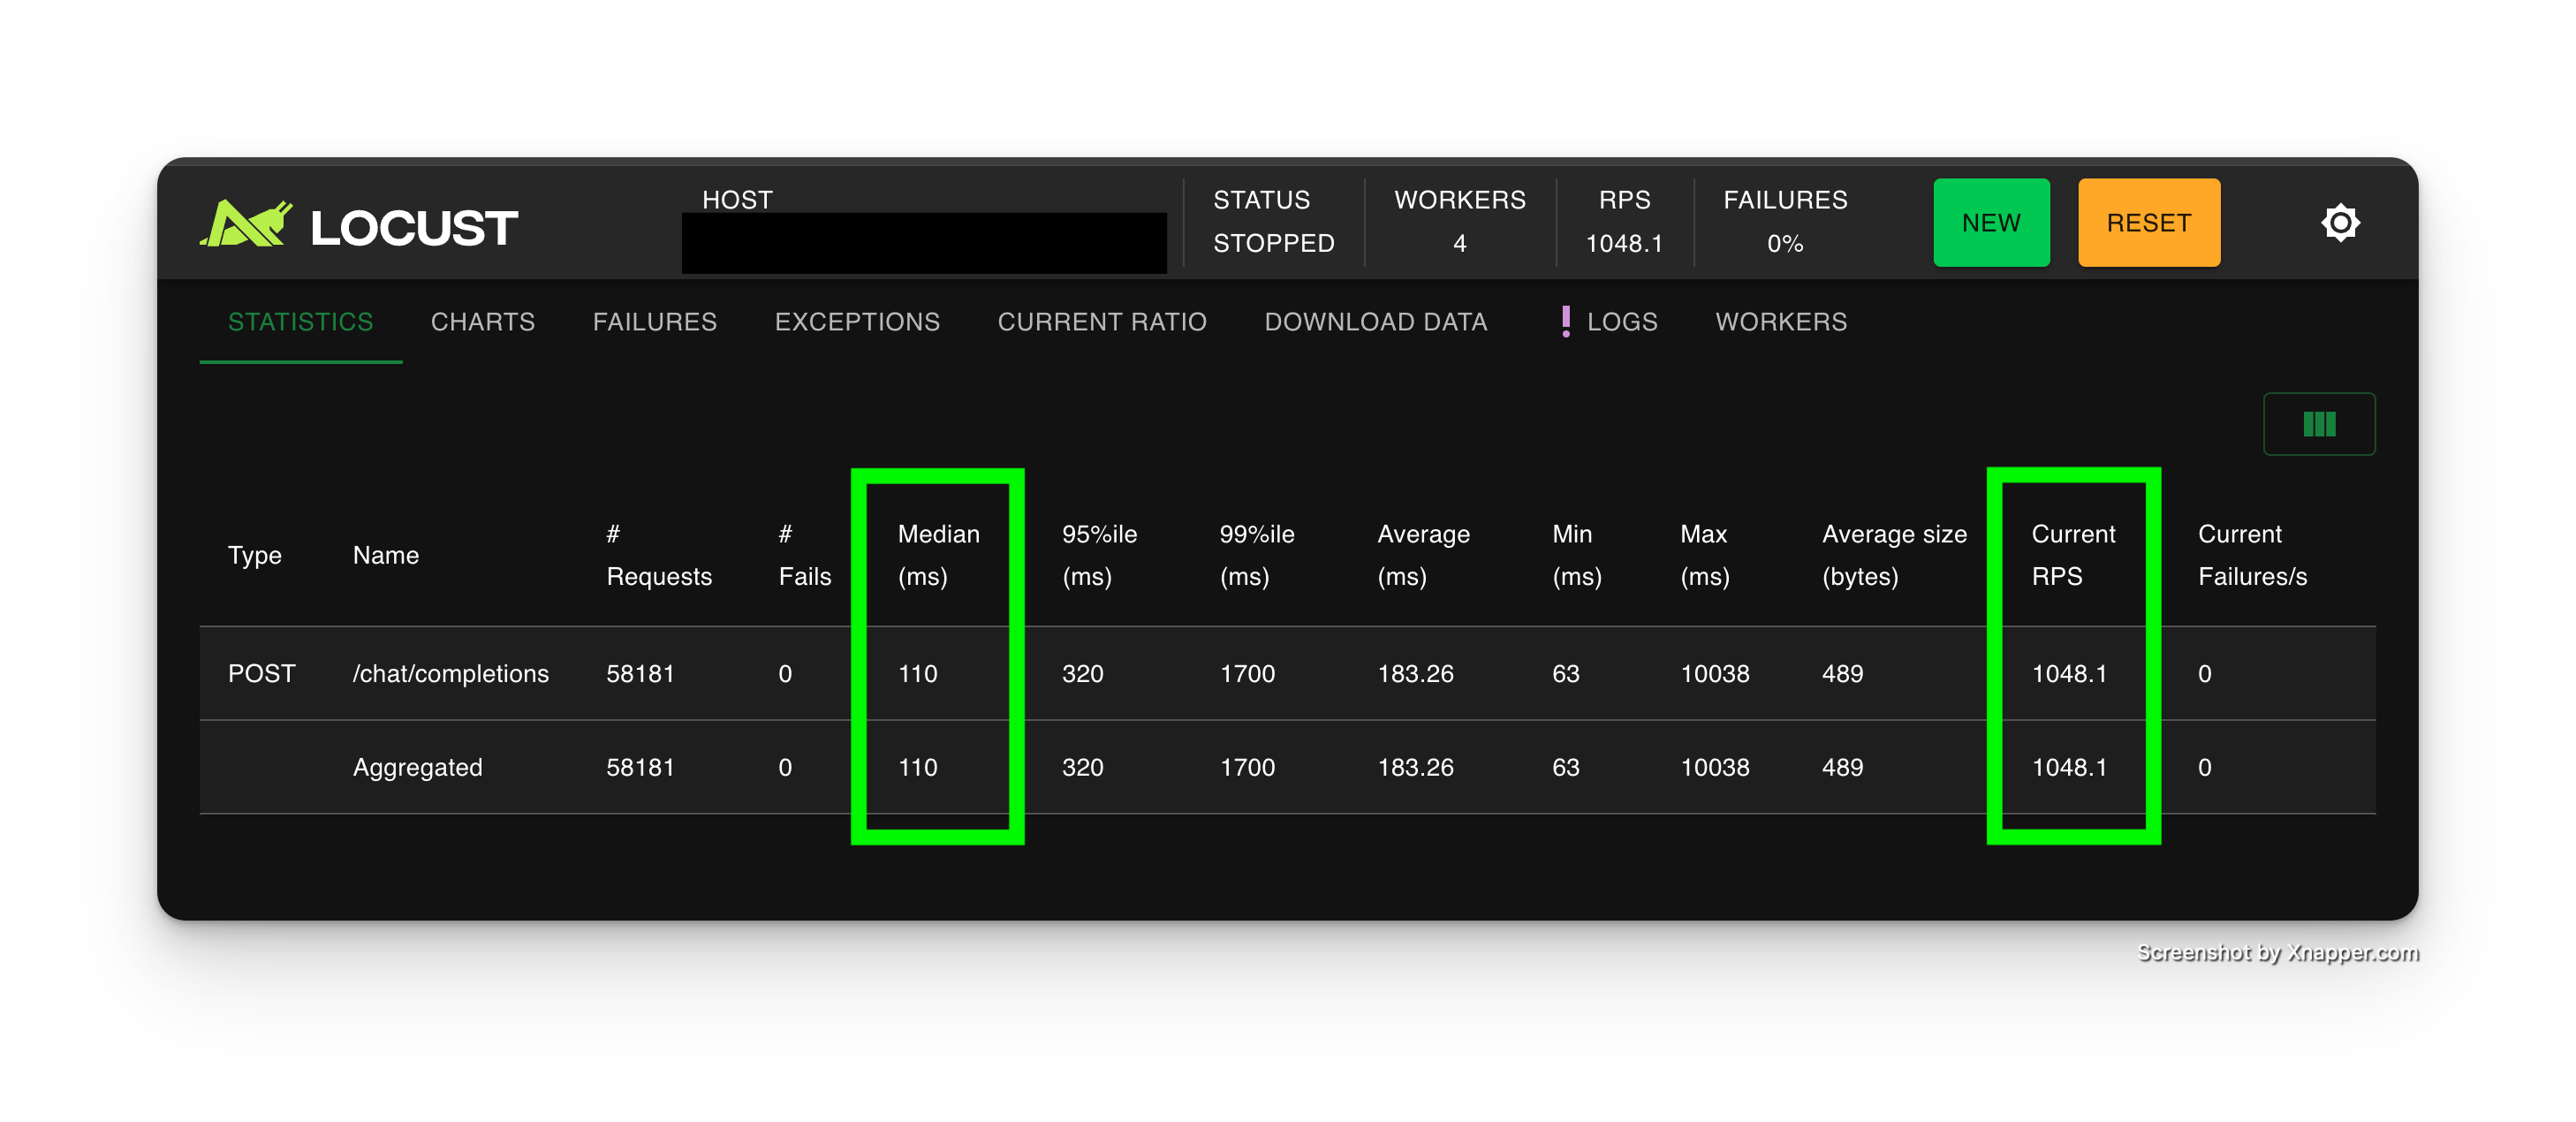 LOCUST
HOST
STATUS
STOPPED
WORKERS
4
RPS
1048.1
FAILURES
0%
NEW
RESET
STATISTICS CHARTS FAILURES EXCEPTIONS CURRENT RATIO DOWNLOAD DATA ! LOGS WORKERS
Type Name # Requests # Fails Median (ms) 95%ile (ms) 99%ile (ms) Average (ms) Min (ms) Max (ms) Average size (bytes) Current RPS Current Failures/s
POST /chat/completions 58181 0 110 320 1700 183.26 63 10038 489 1048.1 0
Aggregated 58181 0 110 320 1700 183.26 63 10038 489 1048.1 0
Screenshot by Xnapper.com